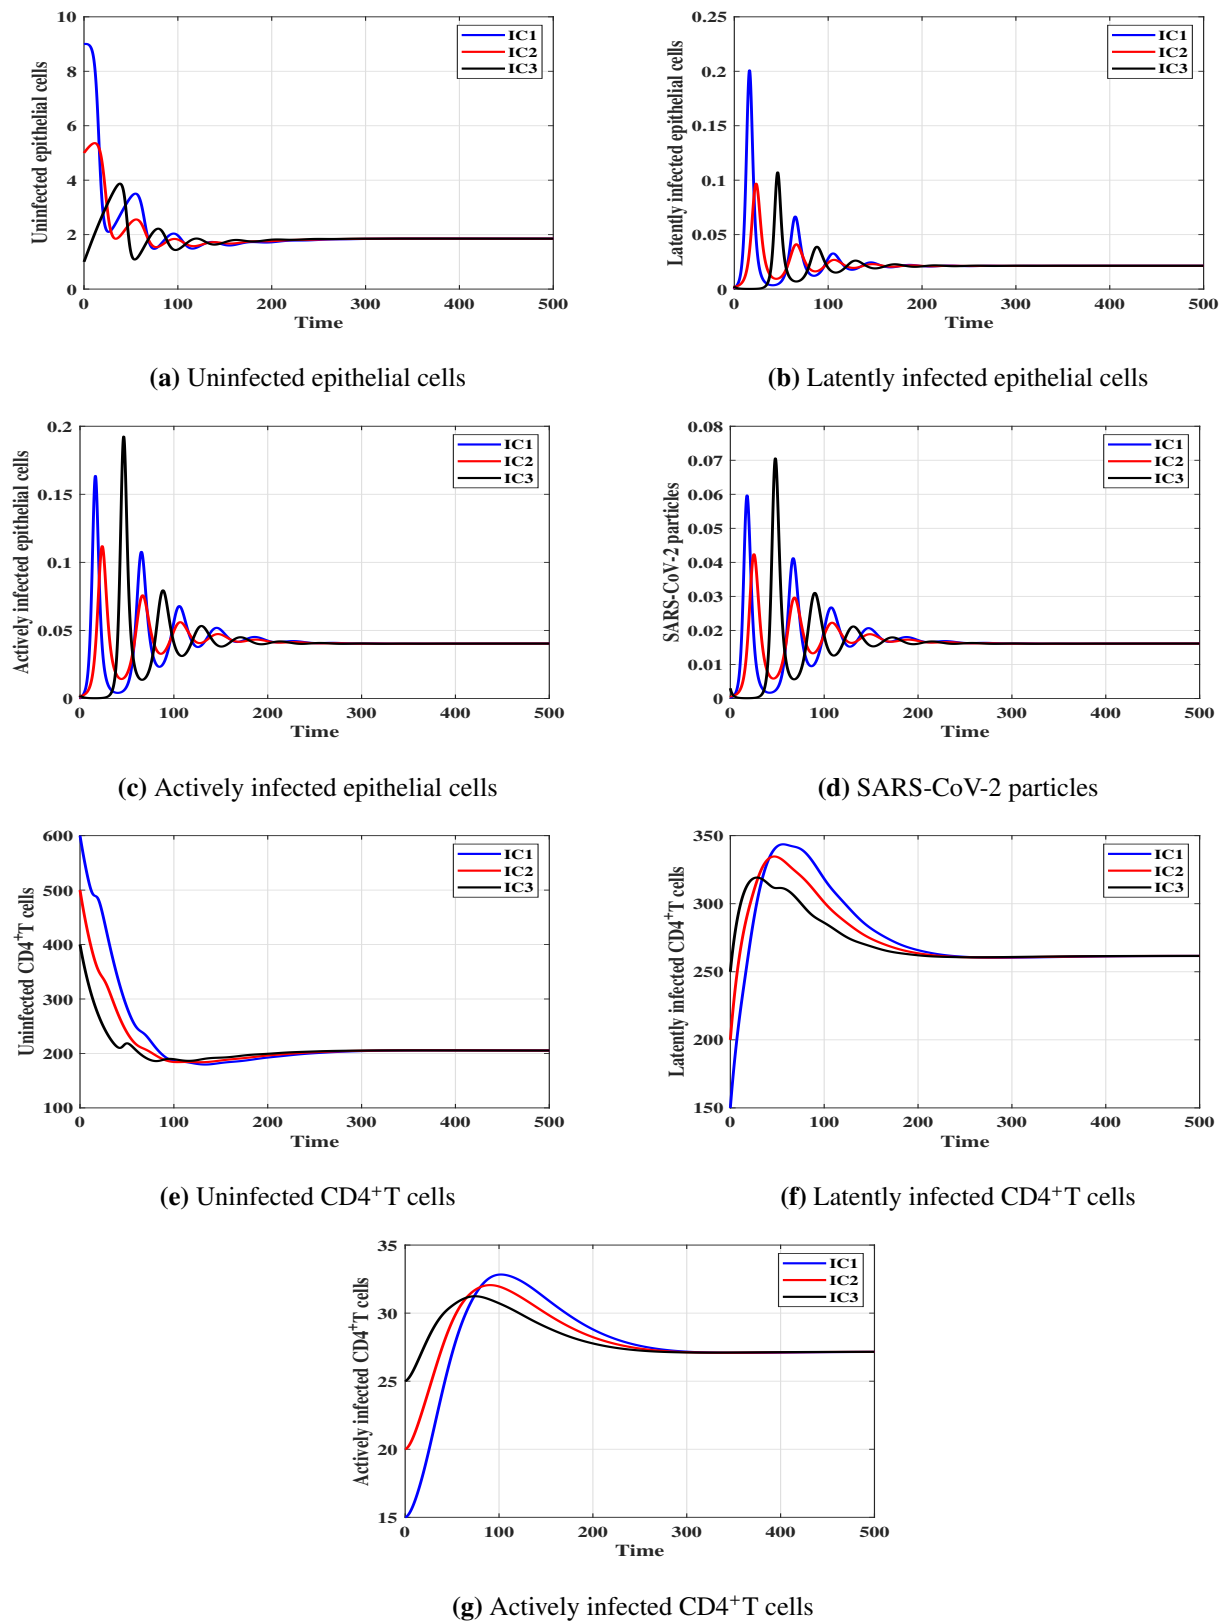 10
8
6
4
2
0
Uninfected epithelial cells
IC1
IC2
IC3
0 100 200 300 400 500
Time
(a) Uninfected epithelial cells
0.25
0.2
0.15
0.1
0.05
0
Latently infected epithelial cells
IC1
IC2
IC3
0 100 200 300 400 500
Time
(b) Latently infected epithelial cells
0.2
0.15
0.1
0.05
0
Actively infected epithelial cells
IC1
IC2
IC3
0 100 200 300 400 500
Time
(c) Actively infected epithelial cells
0.08
0.07
0.06
0.05
0.04
0.03
0.02
0.01
0
SARS-CoV-2 particles
IC1
IC2
IC3
0 100 200 300 400 500
Time
(d) SARS-CoV-2 particles
600
500
400
300
200
100
Uninfected CD4⁺T cells
IC1
IC2
IC3
0 100 200 300 400 500
Time
(e) Uninfected CD4⁺T cells
350
300
250
200
150
Latently infected CD4⁺T cells
IC1
IC2
IC3
0 100 200 300 400 500
Time
(f) Latently infected CD4⁺T cells
35
30
25
20
15
Actively infected CD4⁺T cells
IC1
IC2
IC3
0 100 200 300 400 500
Time
(g) Actively infected CD4⁺T cells